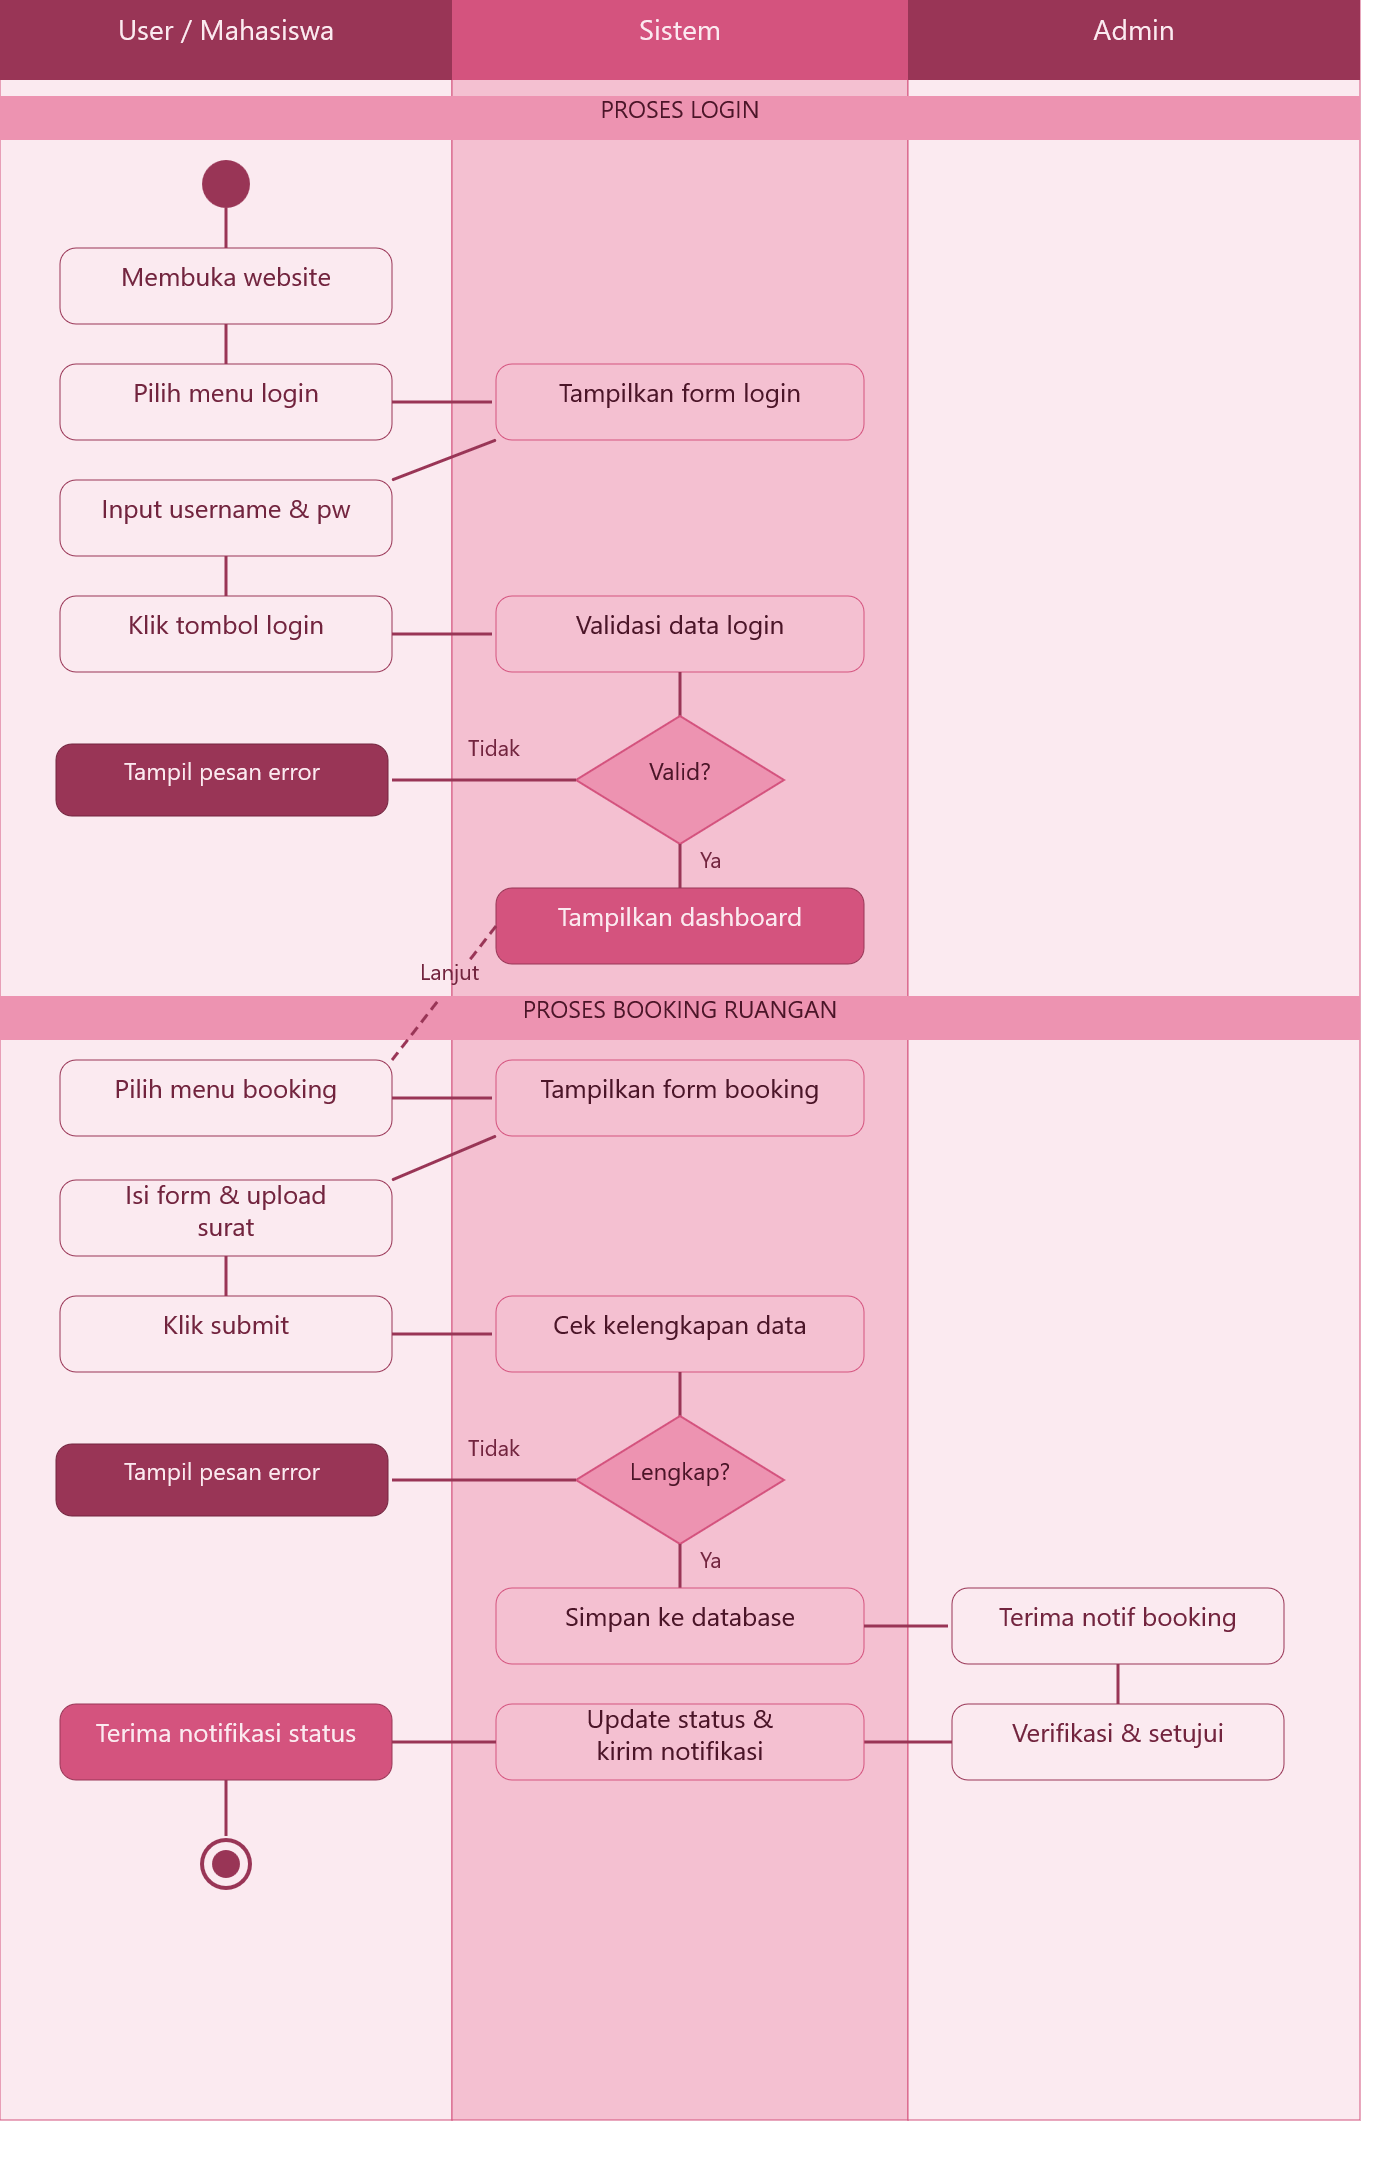 User / Mahasiswa
Sistem
Admin
PROSES LOGIN
Membuka website
Pilih menu login
Tampilkan form login
Input username & pw
Klik tombol login
Validasi data login
Tidak
Valid?
Tampil pesan error
Ya
Tampilkan dashboard
Lanjut
PROSES BOOKING RUANGAN
Pilih menu booking
Tampilkan form booking
Isi form & upload
surat
Klik submit
Cek kelengkapan data
Tidak
Lengkap?
Tampil pesan error
Ya
Simpan ke database
Terima notif booking
Terima notifikasi status
Update status &
kirim notifikasi
Verifikasi & setujui